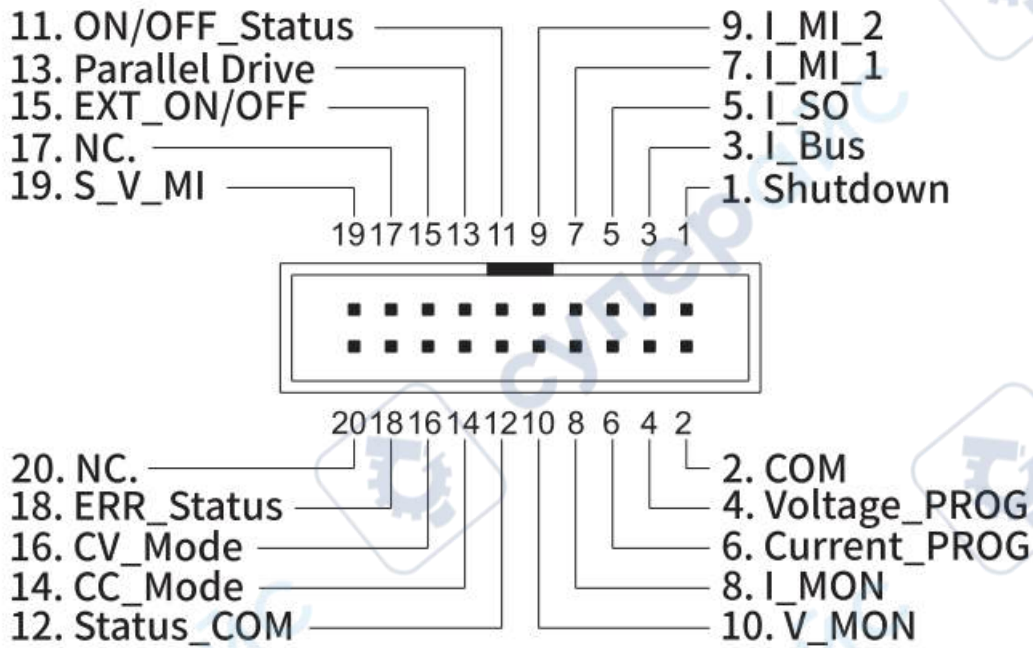 11. ON/OFF_Status
13. Parallel Drive
15. EXT_ON/OFF
17. NC.
19. S_V_MI
9. I_MI_2
7. I_MI_1
5. I_SO
3. I_Bus
1. Shutdown
19 17 15 13 11 9 7 5 3 1
20 18 16 14 12 10 8 6 4 2
20. NC.
18. ERR_Status
16. CV_Mode
14. CC_Mode
12. Status_COM
2. COM
4. Voltage_PROG
6. Current_PROG
8. I_MON
10. V_MON
суперайс